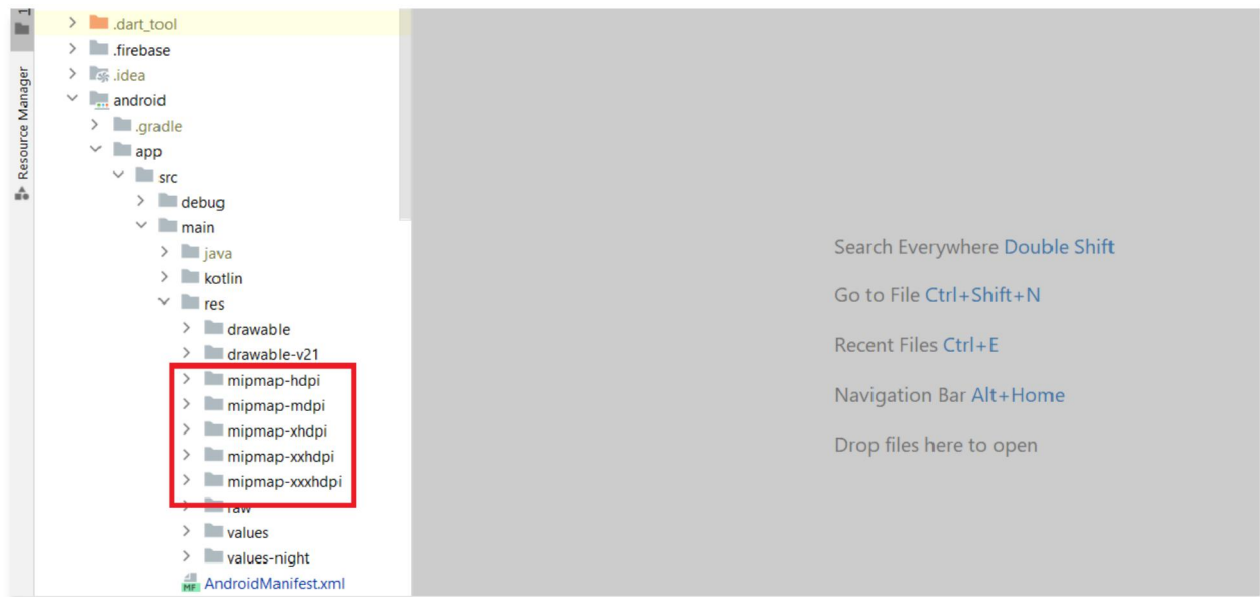 Resource Manager
.dart_tool
.firebase
.idea
android
.gradle
app
src
debug
main
java
kotlin
res
drawable
drawable-v21
mipmap-hdpi
mipmap-mdpi
mipmap-xhdpi
mipmap-xxhdpi
mipmap-xxxhdpi
raw
values
values-night
MF AndroidManifest.xml
Search Everywhere Double Shift
Go to File Ctrl+Shift+N
Recent Files Ctrl+E
Navigation Bar Alt+Home
Drop files here to open